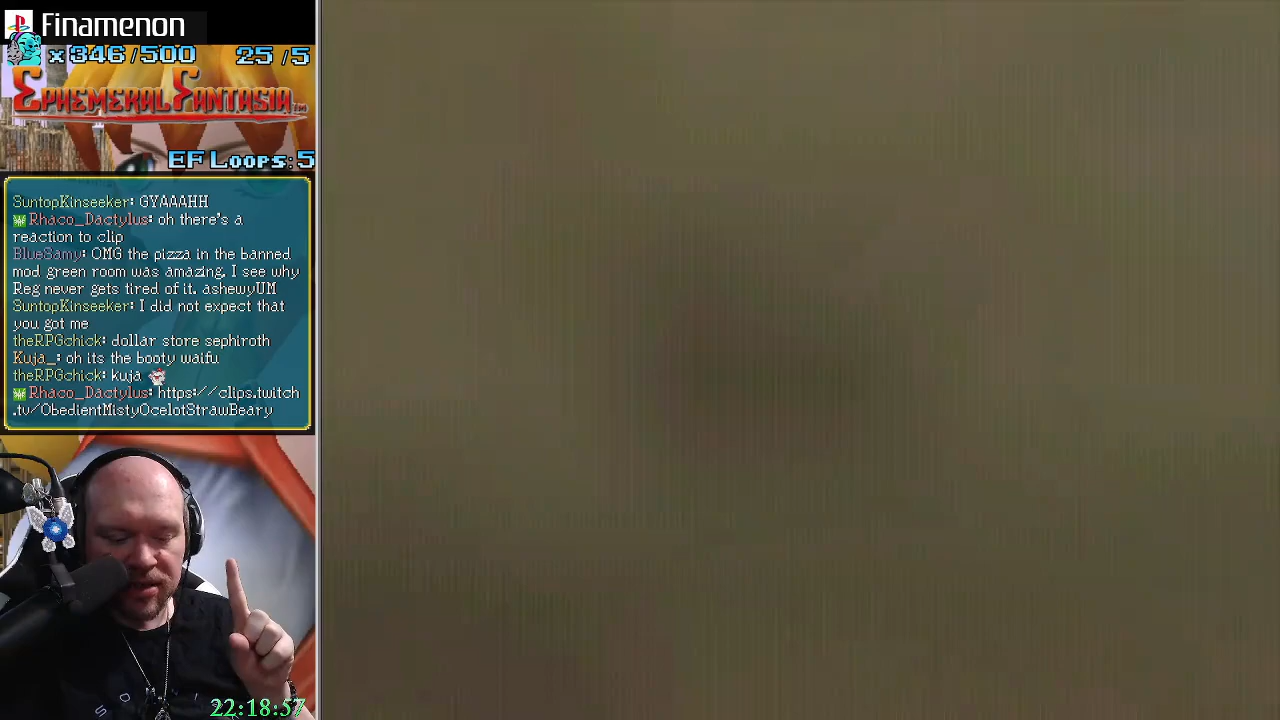 Finamenon
x346/500 25/5
EPHEMERAL FANTASIA™
EF Loops:5
SuntopKinseeker: GYAAAHH
Rhaco_Dactylus: oh there's a
reaction to clip
BlueSamy: OMG the pizza in the banned
mod green room was amazing. I see why
Reg never gets tired of it. ashewyUM
SuntopKinseeker: I did not expect that
you got me
theRPGchick: dollar store sephiroth
Kuja_: oh its the booty waifu
theRPGchick: kuja
Rhaco_Dactylus: https://clips.twitch
.tv/ObedientMistyOcelotStrawBeary
22:18:57